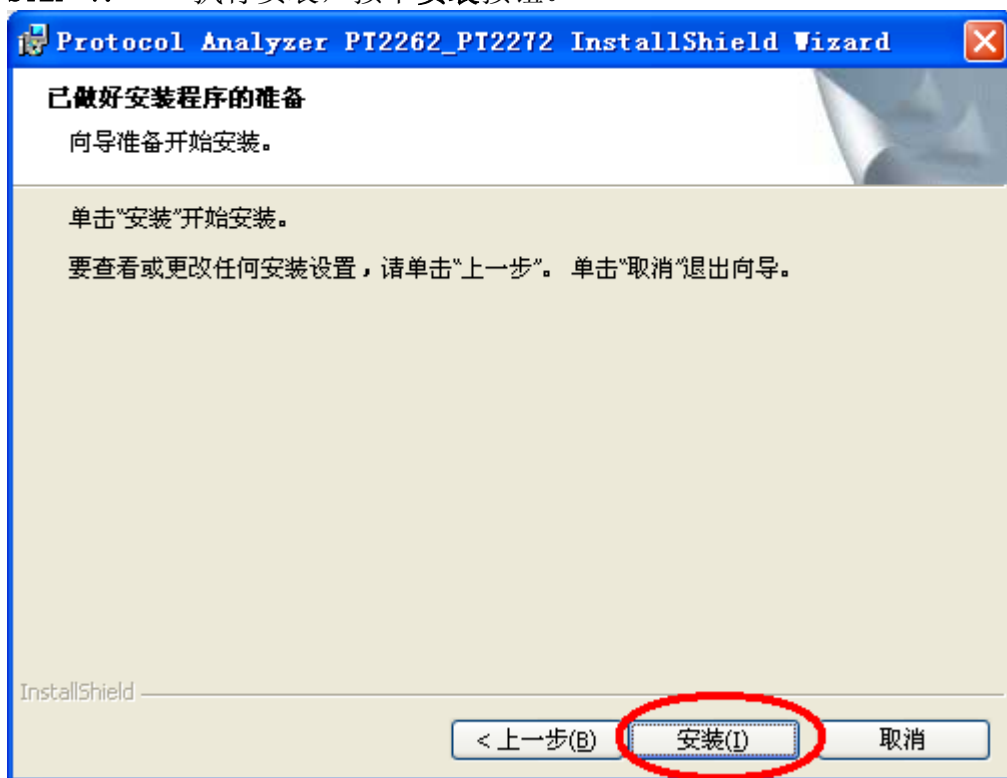 Protocol Analyzer PT2262_PT2272 InstallShield Wizard
已做好安装程序的准备
向导准备开始安装。
单击“安装”开始安装。
要查看或更改任何安装设置，请单击“上一步”。 单击“取消”退出向导。
InstallShield
< 上一步(B)
安装(I)
取消